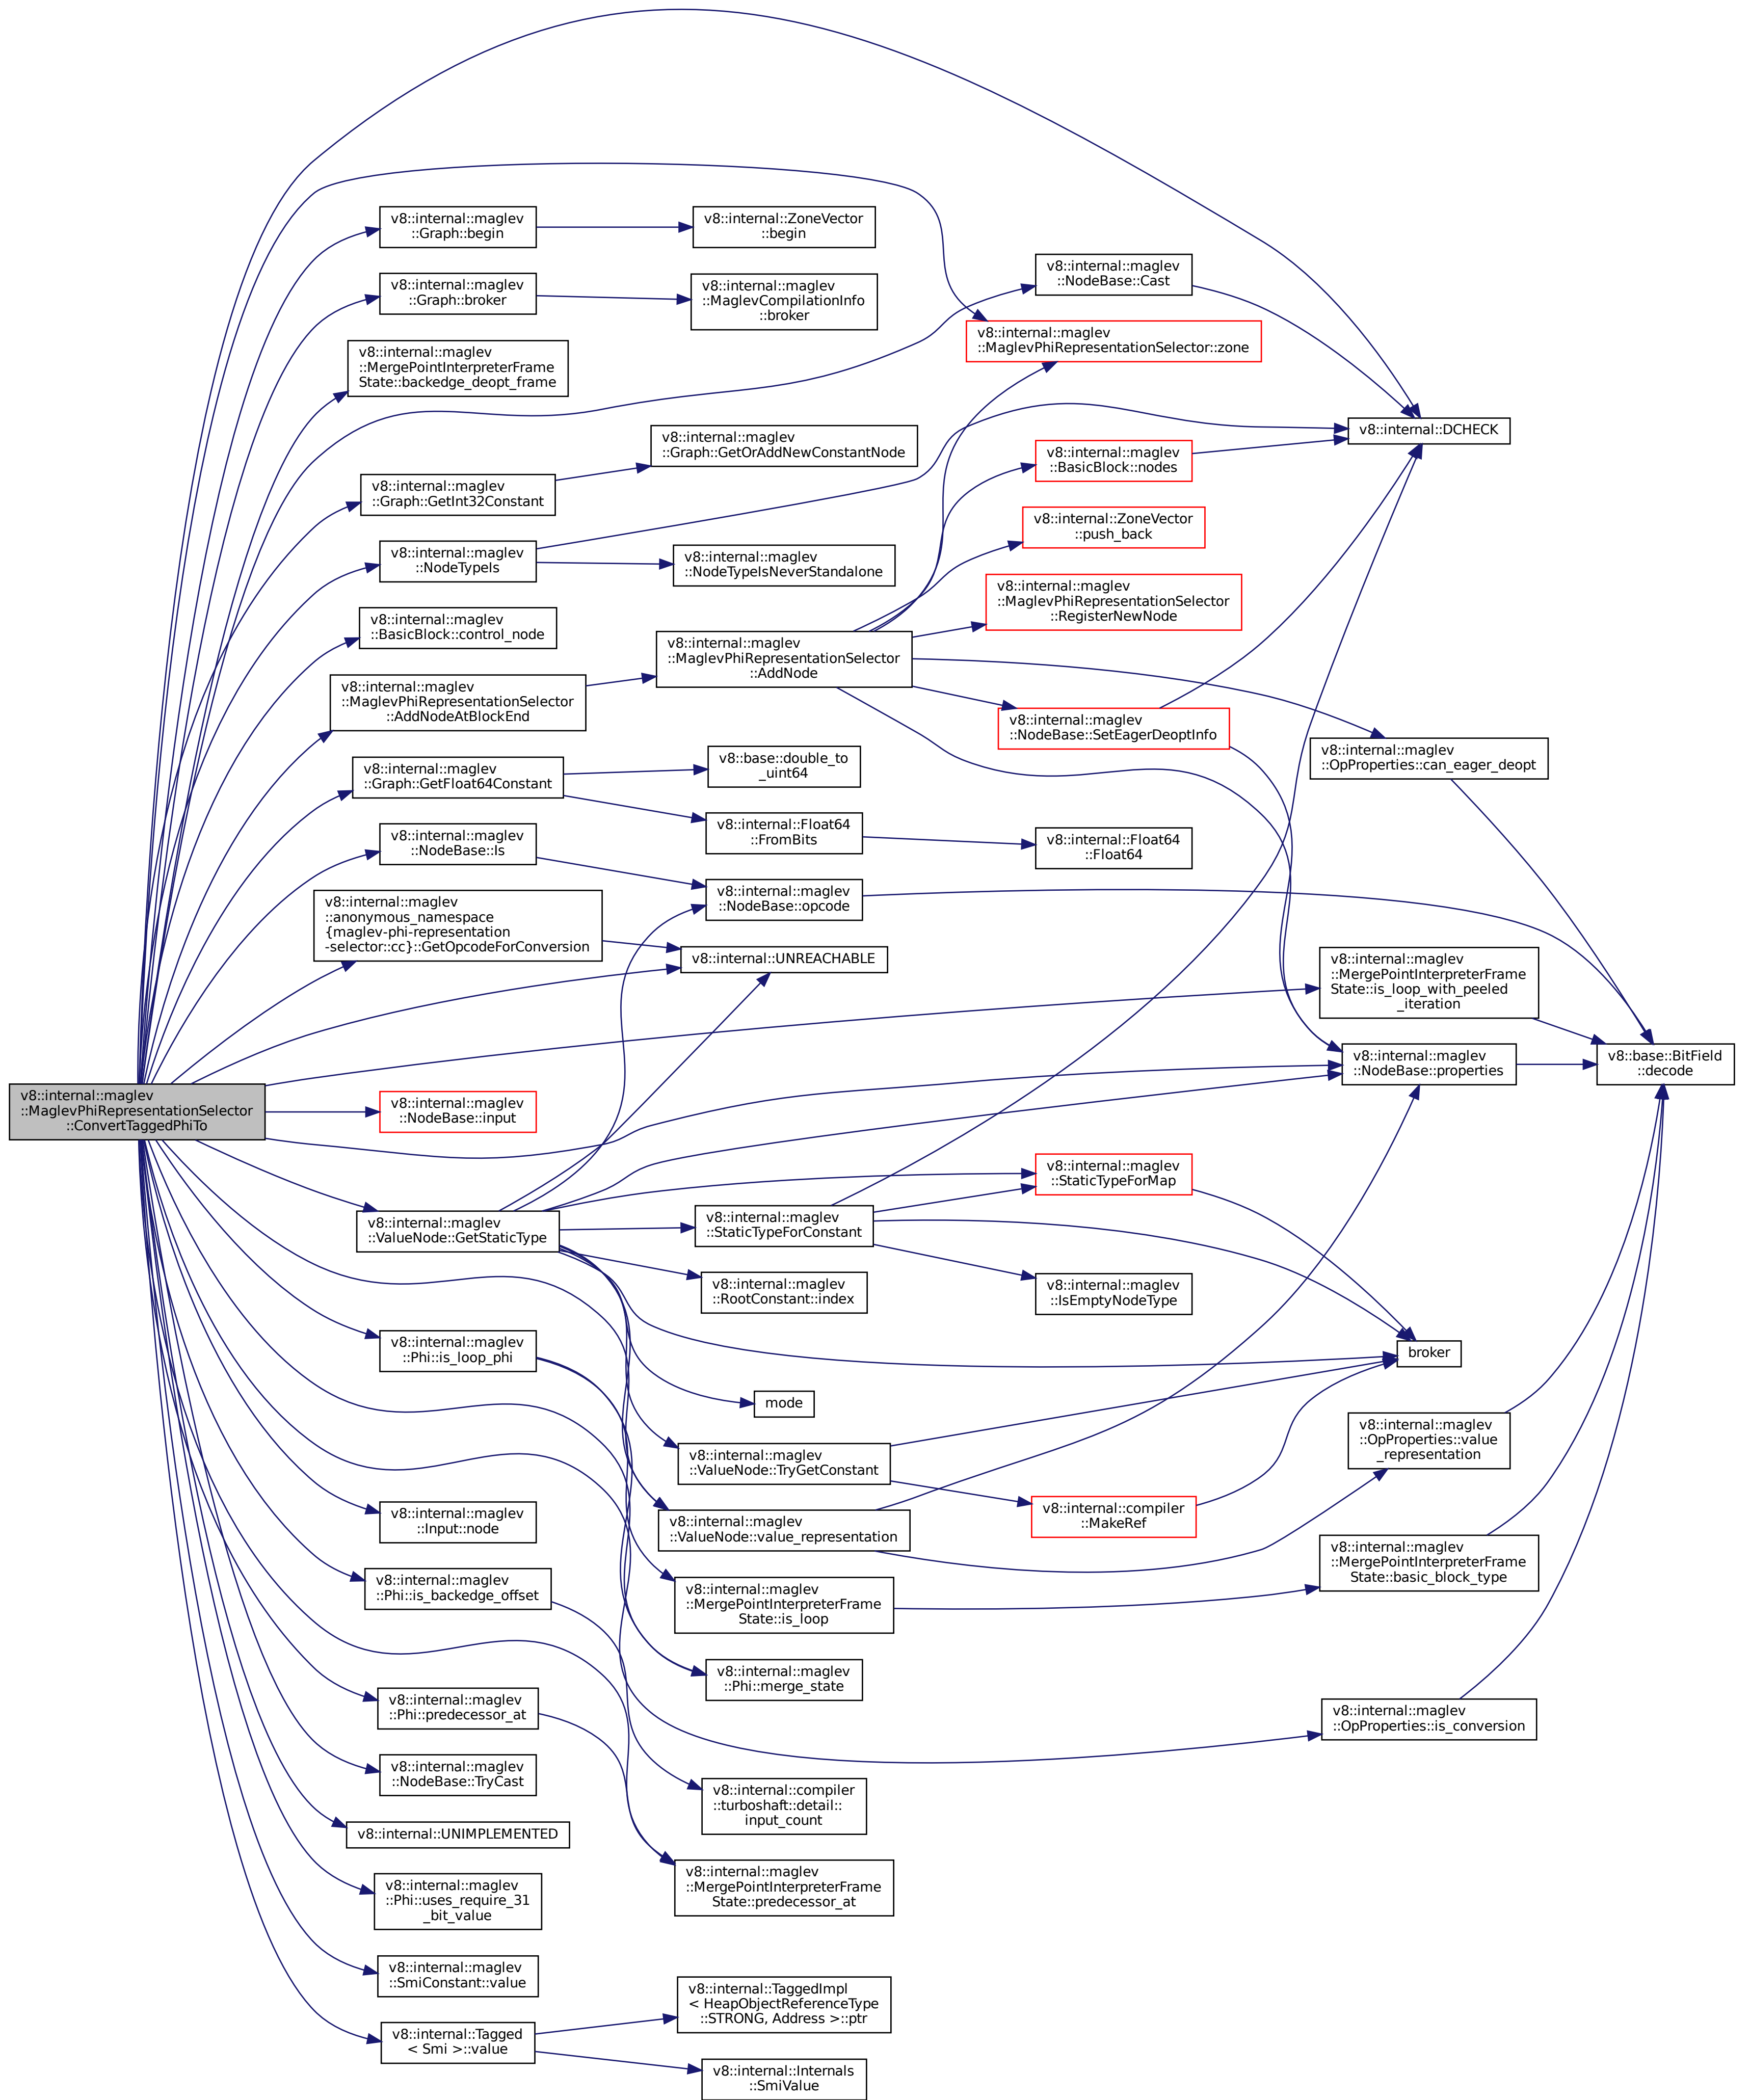 v8::internal::maglev
::MaglevPhiRepresentationSelector
::ConvertTaggedPhiTo
v8::internal::maglev
::Graph::begin
v8::internal::maglev
::Graph::broker
v8::internal::maglev
::MergePointInterpreterFrame
State::backedge_deopt_frame
v8::internal::maglev
::Graph::GetInt32Constant
v8::internal::maglev
::NodeTypeIs
v8::internal::maglev
::BasicBlock::control_node
v8::internal::maglev
::MaglevPhiRepresentationSelector
::AddNodeAtBlockEnd
v8::internal::maglev
::Graph::GetFloat64Constant
v8::internal::maglev
::NodeBase::Is
v8::internal::maglev
::anonymous_namespace
{maglev-phi-representation
-selector::cc}::GetOpcodeForConversion
v8::internal::maglev
::NodeBase::input
v8::internal::maglev
::ValueNode::GetStaticType
v8::internal::maglev
::Phi::is_loop_phi
v8::internal::maglev
::Input::node
v8::internal::maglev
::Phi::is_backedge_offset
v8::internal::maglev
::Phi::predecessor_at
v8::internal::maglev
::NodeBase::TryCast
v8::internal::UNIMPLEMENTED
v8::internal::maglev
::Phi::uses_require_31
_bit_value
v8::internal::maglev
::SmiConstant::value
v8::internal::Tagged
< Smi >::value
v8::internal::ZoneVector
::begin
v8::internal::maglev
::MaglevCompilationInfo
::broker
v8::internal::maglev
::Graph::GetOrAddNewConstantNode
v8::internal::maglev
::NodeTypeIsNeverStandalone
v8::internal::maglev
::MaglevPhiRepresentationSelector
::AddNode
v8::base::double_to
_uint64
v8::internal::Float64
::FromBits
v8::internal::maglev
::NodeBase::opcode
v8::internal::UNREACHABLE
v8::internal::maglev
::StaticTypeForConstant
v8::internal::maglev
::RootConstant::index
mode
v8::internal::maglev
::ValueNode::TryGetConstant
v8::internal::maglev
::ValueNode::value_representation
v8::internal::maglev
::MergePointInterpreterFrame
State::is_loop
v8::internal::maglev
::Phi::merge_state
v8::internal::compiler
::turboshaft::detail::
input_count
v8::internal::maglev
::MergePointInterpreterFrame
State::predecessor_at
v8::internal::TaggedImpl
< HeapObjectReferenceType
::STRONG, Address >::ptr
v8::internal::Internals
::SmiValue
v8::internal::maglev
::NodeBase::Cast
v8::internal::maglev
::MaglevPhiRepresentationSelector::zone
v8::internal::maglev
::BasicBlock::nodes
v8::internal::ZoneVector
::push_back
v8::internal::maglev
::MaglevPhiRepresentationSelector
::RegisterNewNode
v8::internal::maglev
::NodeBase::SetEagerDeoptInfo
v8::internal::Float64
::Float64
v8::internal::maglev
::StaticTypeForMap
v8::internal::maglev
::IsEmptyNodeType
v8::internal::compiler
::MakeRef
v8::internal::DCHECK
v8::internal::maglev
::OpProperties::can_eager_deopt
v8::internal::maglev
::MergePointInterpreterFrame
State::is_loop_with_peeled
_iteration
v8::internal::maglev
::NodeBase::properties
broker
v8::internal::maglev
::OpProperties::value
_representation
v8::internal::maglev
::MergePointInterpreterFrame
State::basic_block_type
v8::internal::maglev
::OpProperties::is_conversion
v8::base::BitField
::decode